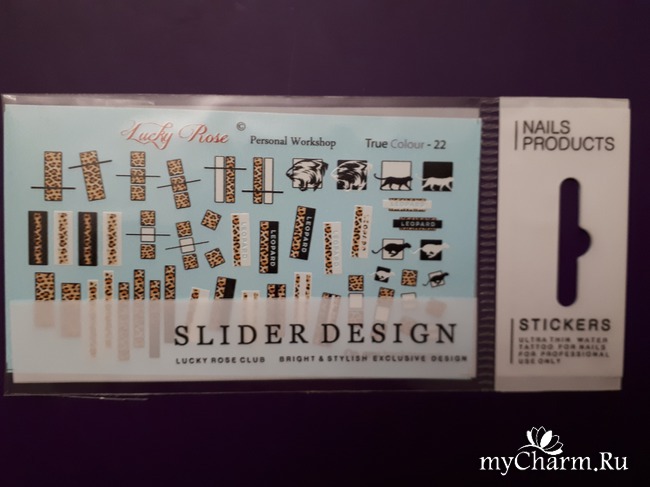 Lucky Rose © Personal Workshop True Colour - 22
LEOPARD
LEOPARD
LEOPARD
SLIDER DESIGN
LUCKY ROSE CLUB BRIGHT & STYLISH EXCLUSIVE DESIGN
NAILS
PRODUCTS
STICKERS
ULTRA THIN WATER
TATTOO FOR NAILS
FOR PROFESSIONAL
USE ONLY
myCharm.Ru